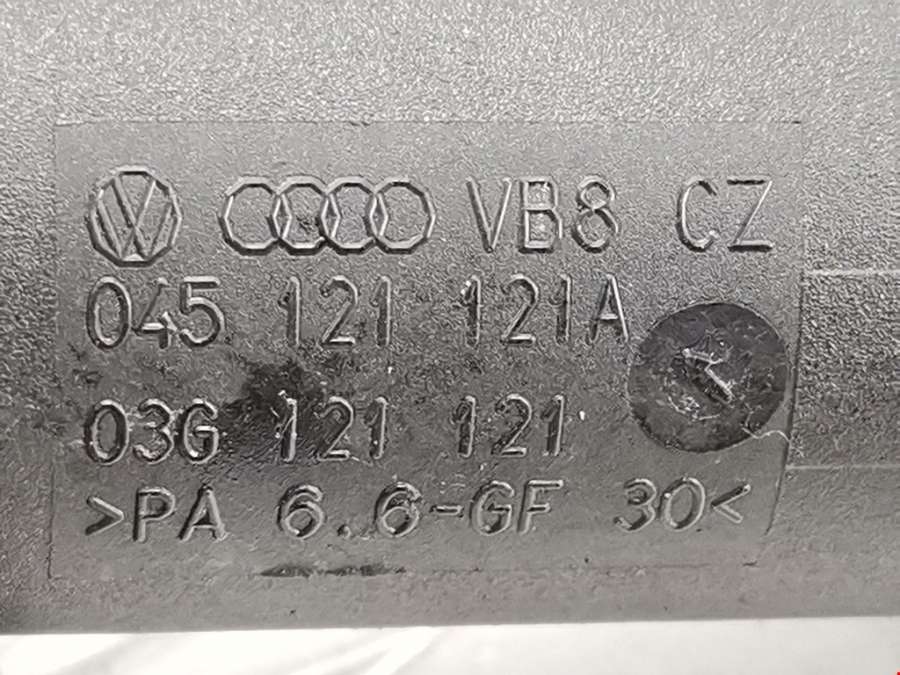 VB8 CZ
045 121 121A
03G 121 121
>PA 6.6-GF 30<